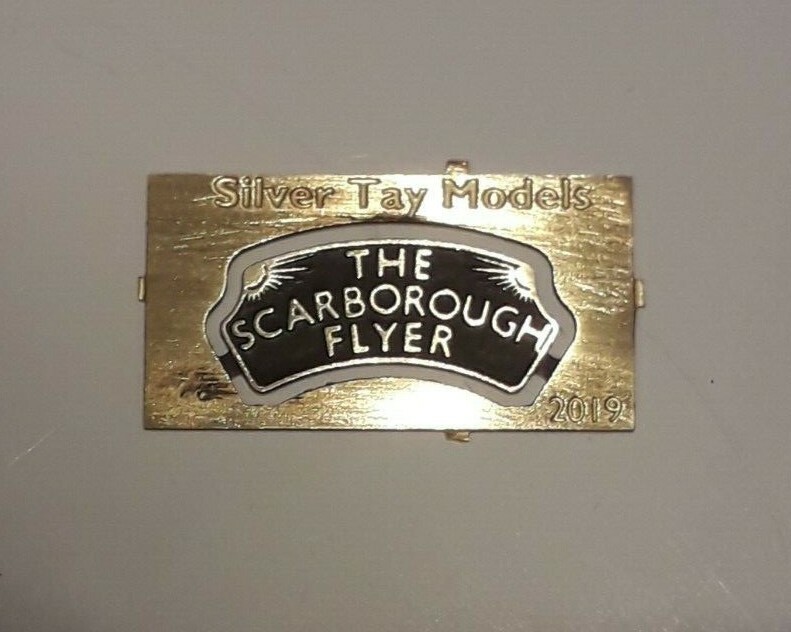 Silver Tay Models
THE
SCARBOROUGH
FLYER
2019